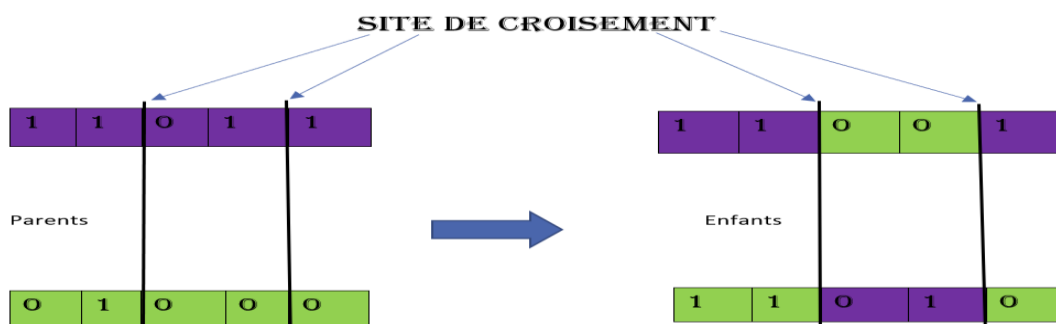 SITE DE CROISEMENT
1 1 0 1 1
1 1 0 0 1
Parents
Enfants
0 1 0 0 0
1 1 0 1 0